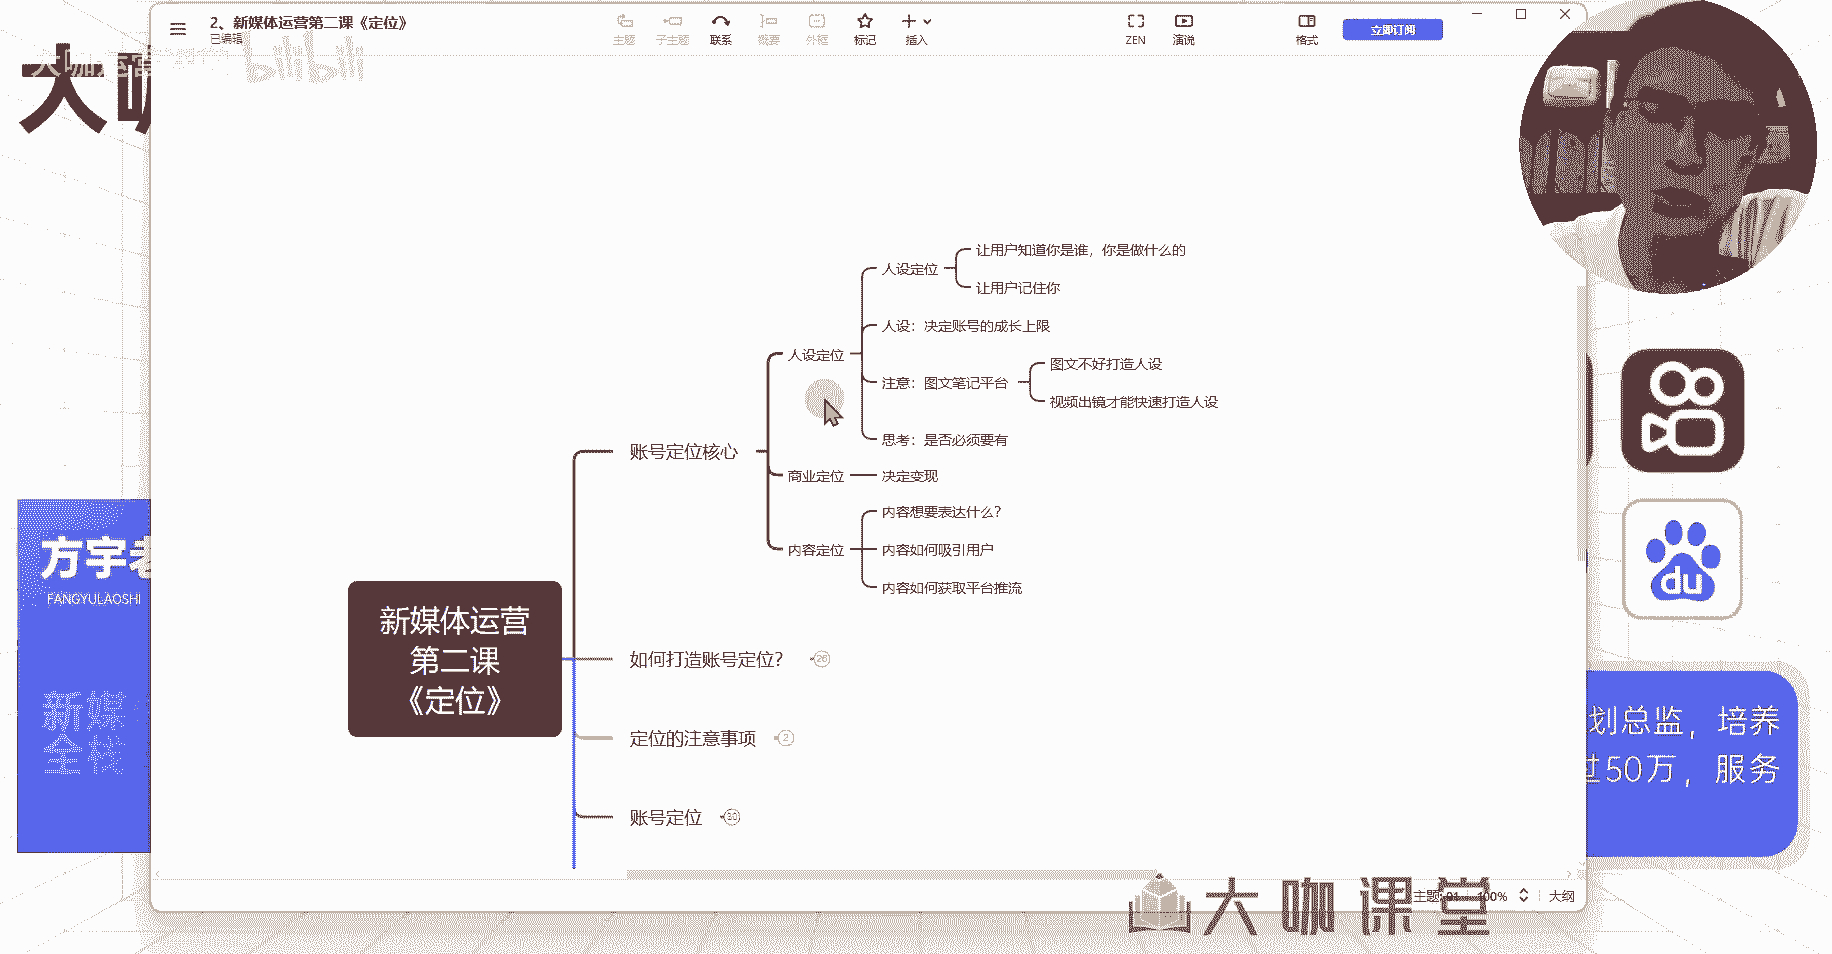 2、新媒体运营第二课《定位》
已编辑
主题
子主题
联系
概要
外框
标记
插入
ZEN
演说
格式
立即订阅
大咖运营
bilibili
大咖
让用户知道你是谁，你是做什么的
人设定位
让用户记住你
人设：决定账号的成长上限
人设定位
图文不好打造人设
注意：图文笔记平台
视频出镜才能快速打造人设
思考：是否必须要有
账号定位核心
商业定位
决定变现
内容想要表达什么？
内容定位
内容如何吸引用户
内容如何获取平台推流
新媒体运营
第二课
《定位》
如何打造账号定位？
26
定位的注意事项
2
账号定位
30
方宇老
FANGYULAOSHI
新媒
全栈
du
划总监，培养
过50万，服务
主题: 91
100%
大纲
大咖课堂